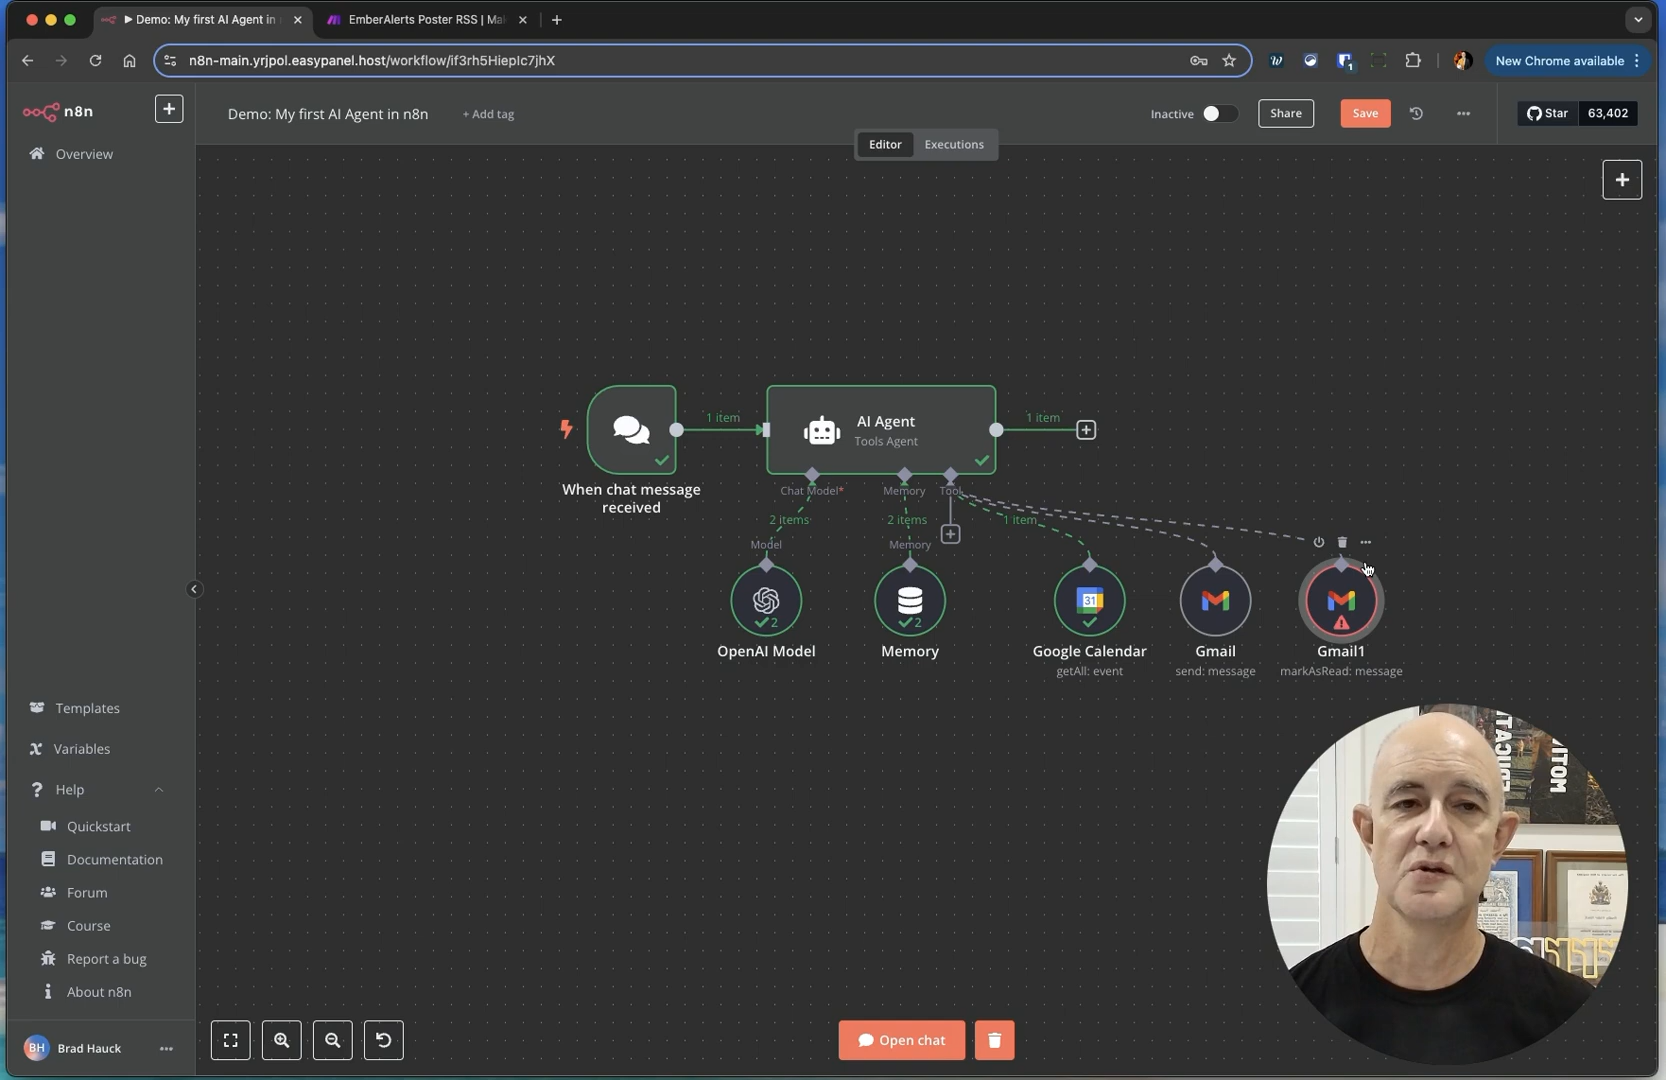 Demo: My first AI Agent in
EmberAlerts Poster RSS | Ma
n8n-main.yrjpol.easypanel.host/workflow/if3rh5HiepIc7jhX
New Chrome available
n8n
Demo: My first AI Agent in n8n
+ Add tag
Inactive
Share
Save
Star
63,402
Overview
Editor
Executions
1 item
AI Agent
Tools Agent
1 item
When chat message
received
Chat Model*
Memory
Tool
2 items
2 items
1 item
Model
Memory
31
2
2
OpenAI Model
Memory
Google Calendar
getAll: event
Gmail
send: message
Gmail1
markAsRead: message
Templates
Variables
Help
Quickstart
Documentation
Forum
Course
Report a bug
About n8n
BH
Brad Hauck
Open chat